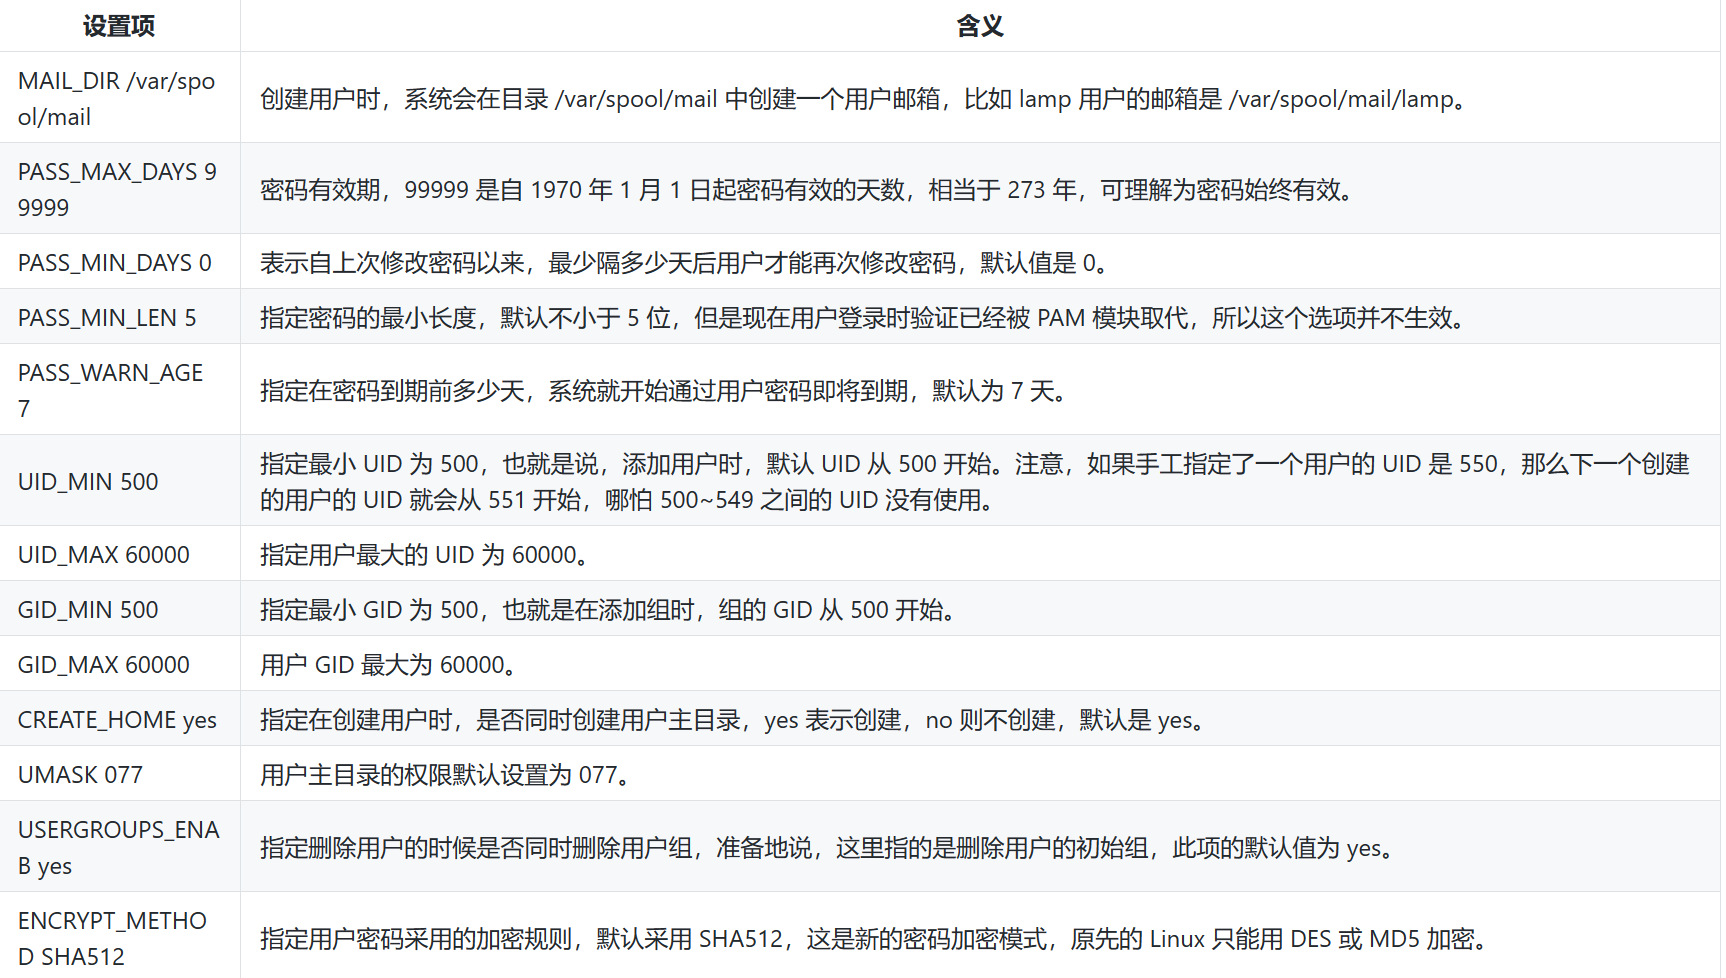 设置项
含义
MAIL_DIR /var/spo
ol/mail
创建用户时，系统会在目录 /var/spool/mail 中创建一个用户邮箱，比如 lamp 用户的邮箱是 /var/spool/mail/lamp。
PASS_MAX_DAYS 9
9999
密码有效期，99999 是自 1970 年 1 月 1 日起密码有效的天数，相当于 273 年，可理解为密码始终有效。
PASS_MIN_DAYS 0
表示自上次修改密码以来，最少隔多少天后用户才能再次修改密码，默认值是 0。
PASS_MIN_LEN 5
指定密码的最小长度，默认不小于 5 位，但是现在用户登录时验证已经被 PAM 模块取代，所以这个选项并不生效。
PASS_WARN_AGE
7
指定在密码到期前多少天，系统就开始通过用户密码即将到期，默认为 7 天。
UID_MIN 500
指定最小 UID 为 500，也就是说，添加用户时，默认 UID 从 500 开始。注意，如果手工指定了一个用户的 UID 是 550，那么下一个创建
的用户的 UID 就会从 551 开始，哪怕 500~549 之间的 UID 没有使用。
UID_MAX 60000
指定用户最大的 UID 为 60000。
GID_MIN 500
指定最小 GID 为 500，也就是在添加组时，组的 GID 从 500 开始。
GID_MAX 60000
用户 GID 最大为 60000。
CREATE_HOME yes
指定在创建用户时，是否同时创建用户主目录，yes 表示创建，no 则不创建，默认是 yes。
UMASK 077
用户主目录的权限默认设置为 077。
USERGROUPS_ENA
B yes
指定删除用户的时候是否同时删除用户组，准备地说，这里指的是删除用户的初始组，此项的默认值为 yes。
ENCRYPT_METHO
D SHA512
指定用户密码采用的加密规则，默认采用 SHA512，这是新的密码加密模式，原先的 Linux 只能用 DES 或 MD5 加密。